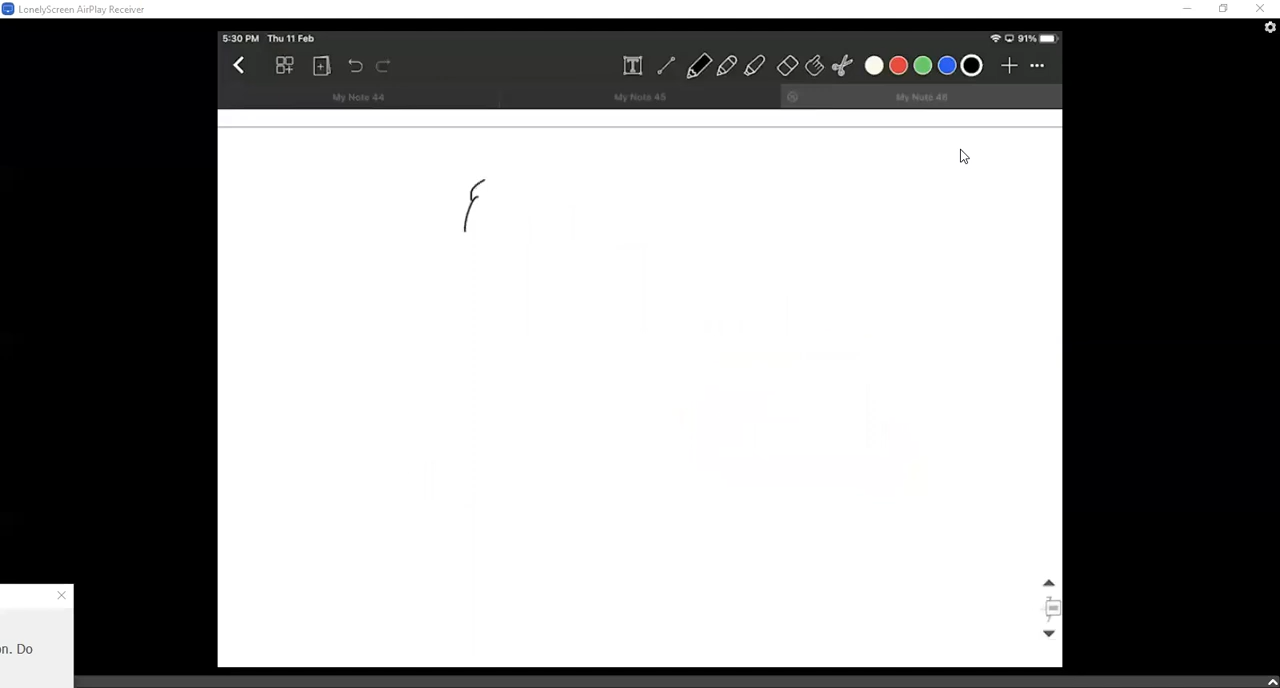 LonelyScreen AirPlay Receiver
5:30 PM Thu 11 Feb 91%
T
My Note 44 My Note 45 My Note 46
on. Do